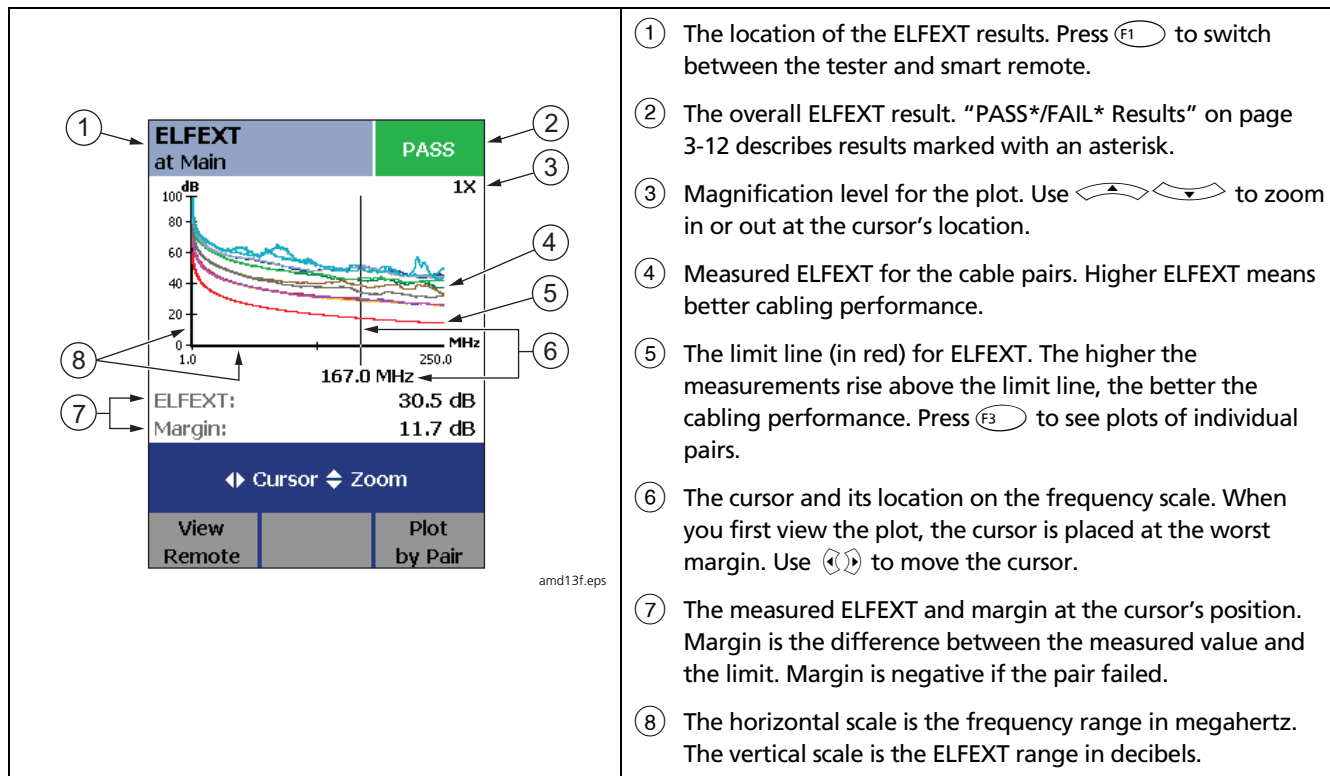 1
ELFEXT
at Main
PASS
2
3
1X
dB
100
80
60
40
20
0
1.0
MHz
250.0
167.0 MHz
4
5
6
8
7
ELFEXT: 30.5 dB
Margin: 11.7 dB
Cursor Zoom
View
Remote
Plot
by Pair
amd13f.eps
1 The location of the ELFEXT results. Press F1 to switch
between the tester and smart remote.
2 The overall ELFEXT result. “PASS*/FAIL* Results” on page
3-12 describes results marked with an asterisk.
3 Magnification level for the plot. Use to zoom
in or out at the cursor’s location.
4 Measured ELFEXT for the cable pairs. Higher ELFEXT means
better cabling performance.
5 The limit line (in red) for ELFEXT. The higher the
measurements rise above the limit line, the better the
cabling performance. Press F3 to see plots of individual
pairs.
6 The cursor and its location on the frequency scale. When
you first view the plot, the cursor is placed at the worst
margin. Use to move the cursor.
7 The measured ELFEXT and margin at the cursor’s position.
Margin is the difference between the measured value and
the limit. Margin is negative if the pair failed.
8 The horizontal scale is the frequency range in megahertz.
The vertical scale is the ELFEXT range in decibels.